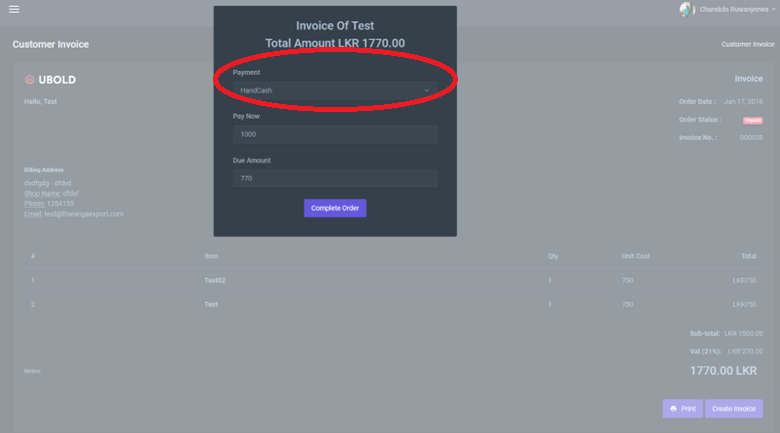 Chandula Ruwanjeewa
Invoice Of Test
Total Amount LKR 1770.00
Customer Invoice
Customer Invoice
Payment
HandCash
Pay Now
1000
Due Amount
770
Complete Order
UBOLD
Invoice
Hello, Test
Order Date : Jan 17, 2016
Order Status : Unpaid
Invoice No. : 000028
Billing Address
dvdfgdg - dfdvd
Shop Name: dfdsf
Phone: 1254155
Email: test@tharangaexport.com
# Item Qty Unit Cost Total
1 Test02 1 750 LKR750
2 Test 1 750 LKR750
Sub-total: LKR 1500.00
Vat (21%): LKR 270.00
Notes:
1770.00 LKR
Print
Create Invoice